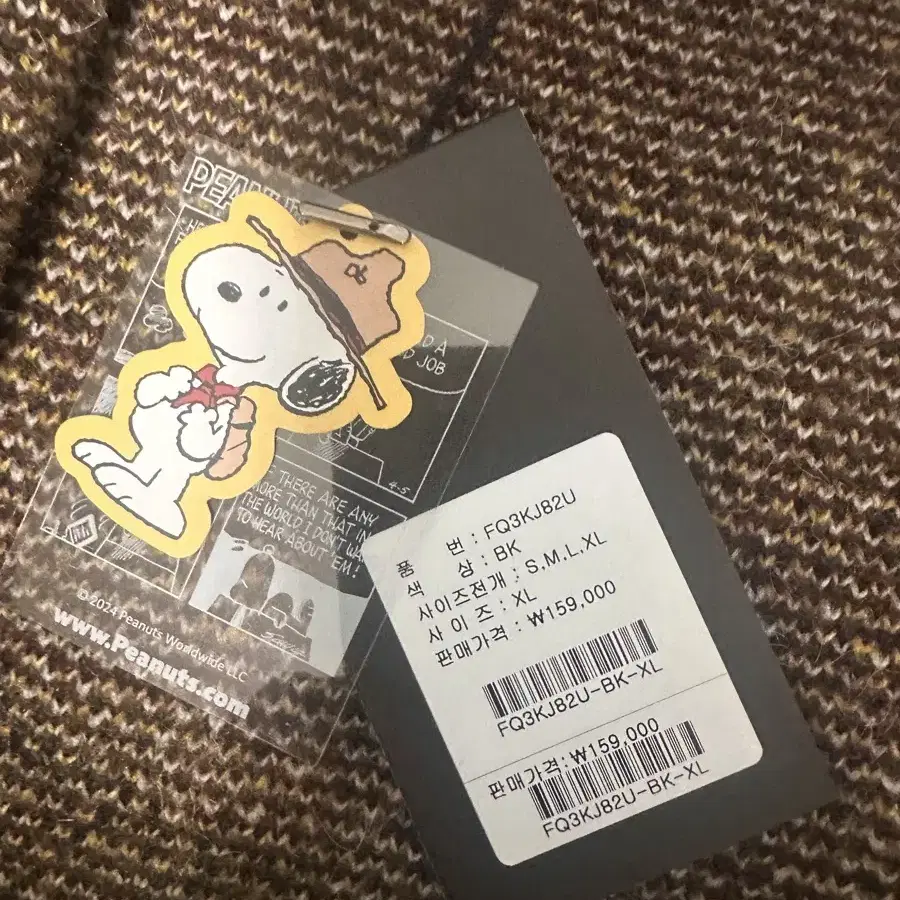 PEANUTS
D A
D JOB
4-5
THERE ARE ANY
MORE THAN THAT IN
THE WORLD I DON'T WANT
TO HEAR ABOUT 'EM!
© 2024 Peanuts Worldwide LLC
www.Peanuts.com
품 번 : FQ3KJ82U
색 상 : BK
사이즈전개 : S,M,L,XL
사 이 즈 : XL
판매가격 : ₩159,000
FQ3KJ82U-BK-XL
판매가격:₩159,000
FQ3KJ82U-BK-XL